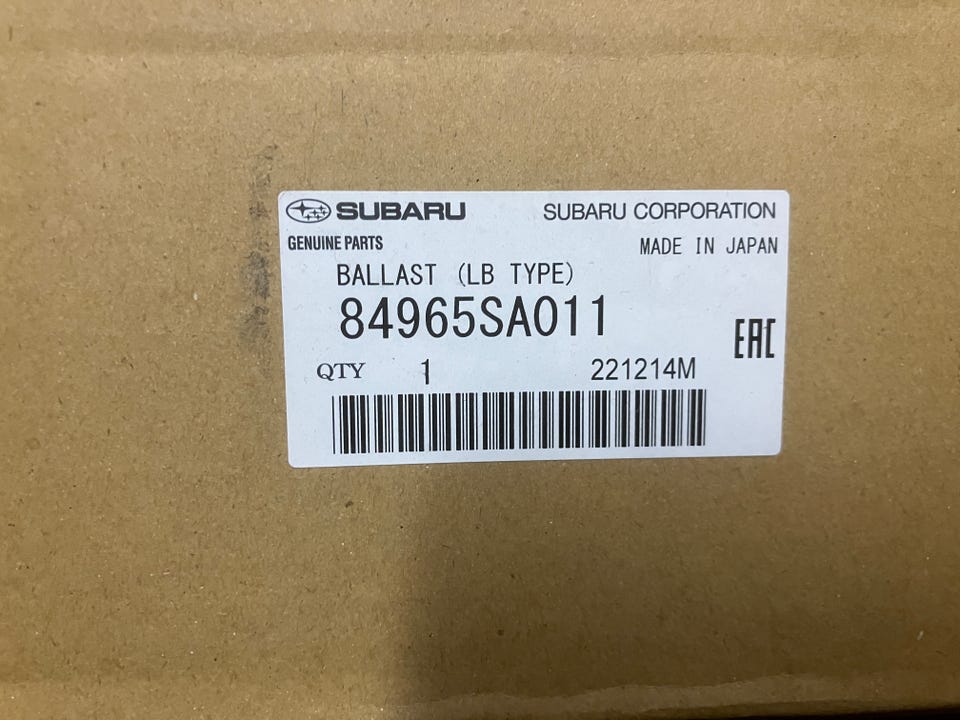 SUBARU SUBARU CORPORATION
GENUINE PARTS MADE IN JAPAN
BALLAST (LB TYPE)
84965SA011
EAC
QTY 1 221214M